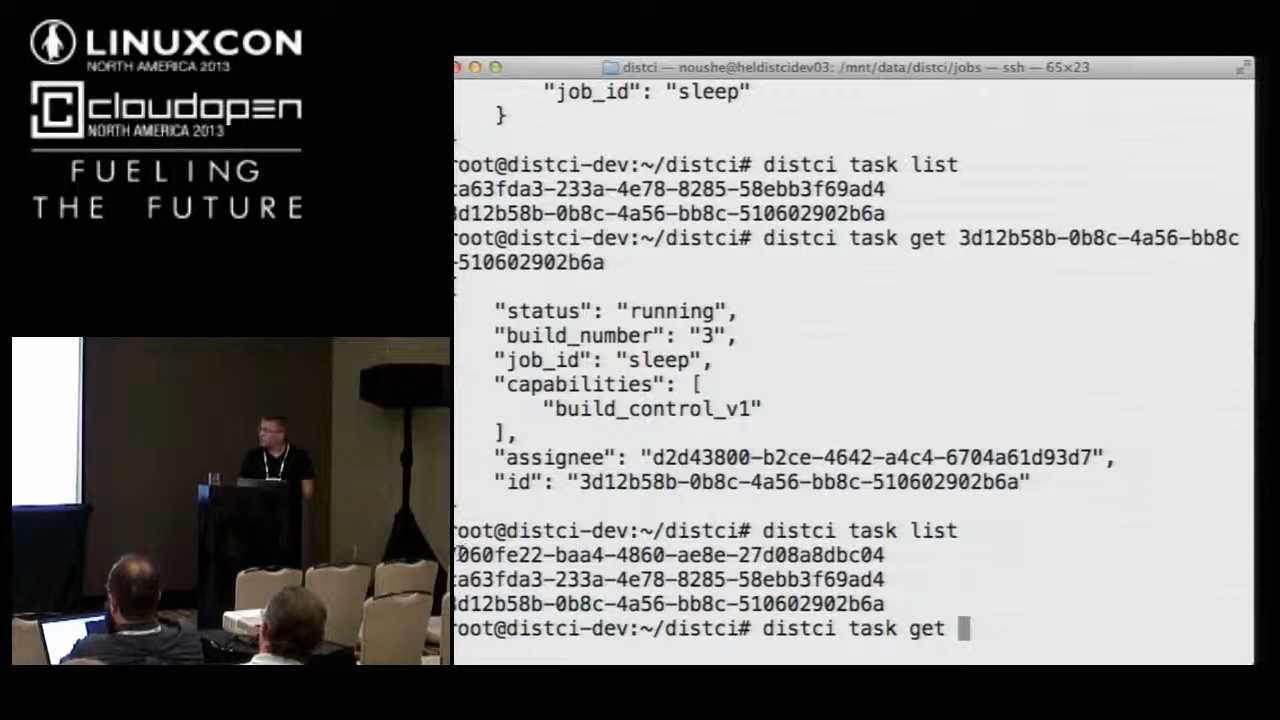 LINUXCON
NORTH AMERICA 2013
cloudopen
NORTH AMERICA 2013
FUELING
THE FUTURE
distci — noushe@heldistcidev03: /mnt/data/distci/jobs — ssh — 65×23
"job_id": "sleep"
}
root@distci-dev:~/distci# distci task list
ca63fda3-233a-4e78-8285-58ebb3f69ad4
3d12b58b-0b8c-4a56-bb8c-510602902b6a
root@distci-dev:~/distci# distci task get 3d12b58b-0b8c-4a56-bb8c
-510602902b6a
{
"status": "running",
"build_number": "3",
"job_id": "sleep",
"capabilities": [
"build_control_v1"
],
"assignee": "d2d43800-b2ce-4642-a4c4-6704a61d93d7",
"id": "3d12b58b-0b8c-4a56-bb8c-510602902b6a"
}
root@distci-dev:~/distci# distci task list
7060fe22-baa4-4860-ae8e-27d08a8dbc04
ca63fda3-233a-4e78-8285-58ebb3f69ad4
3d12b58b-0b8c-4a56-bb8c-510602902b6a
root@distci-dev:~/distci# distci task get